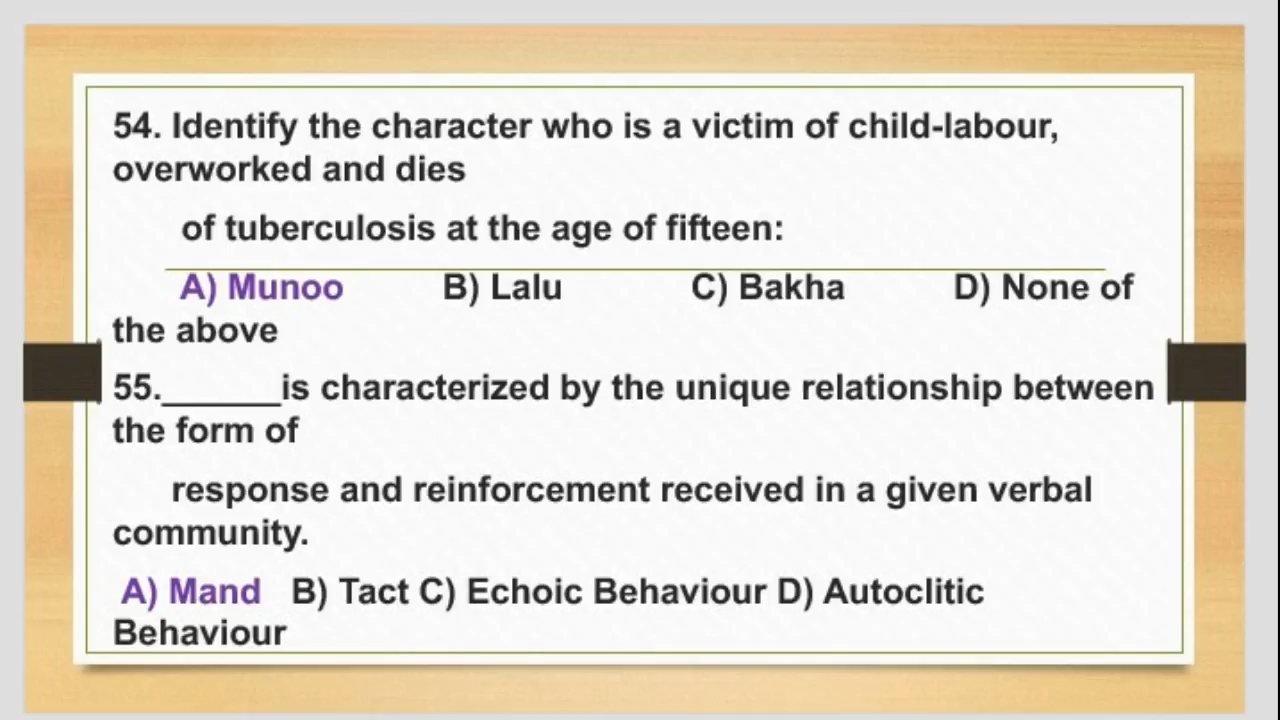 54. Identify the character who is a victim of child-labour,
overworked and dies
of tuberculosis at the age of fifteen:
A) Munoo B) Lalu C) Bakha D) None of
the above
55.______is characterized by the unique relationship between
the form of
response and reinforcement received in a given verbal
community.
A) Mand B) Tact C) Echoic Behaviour D) Autoclitic
Behaviour